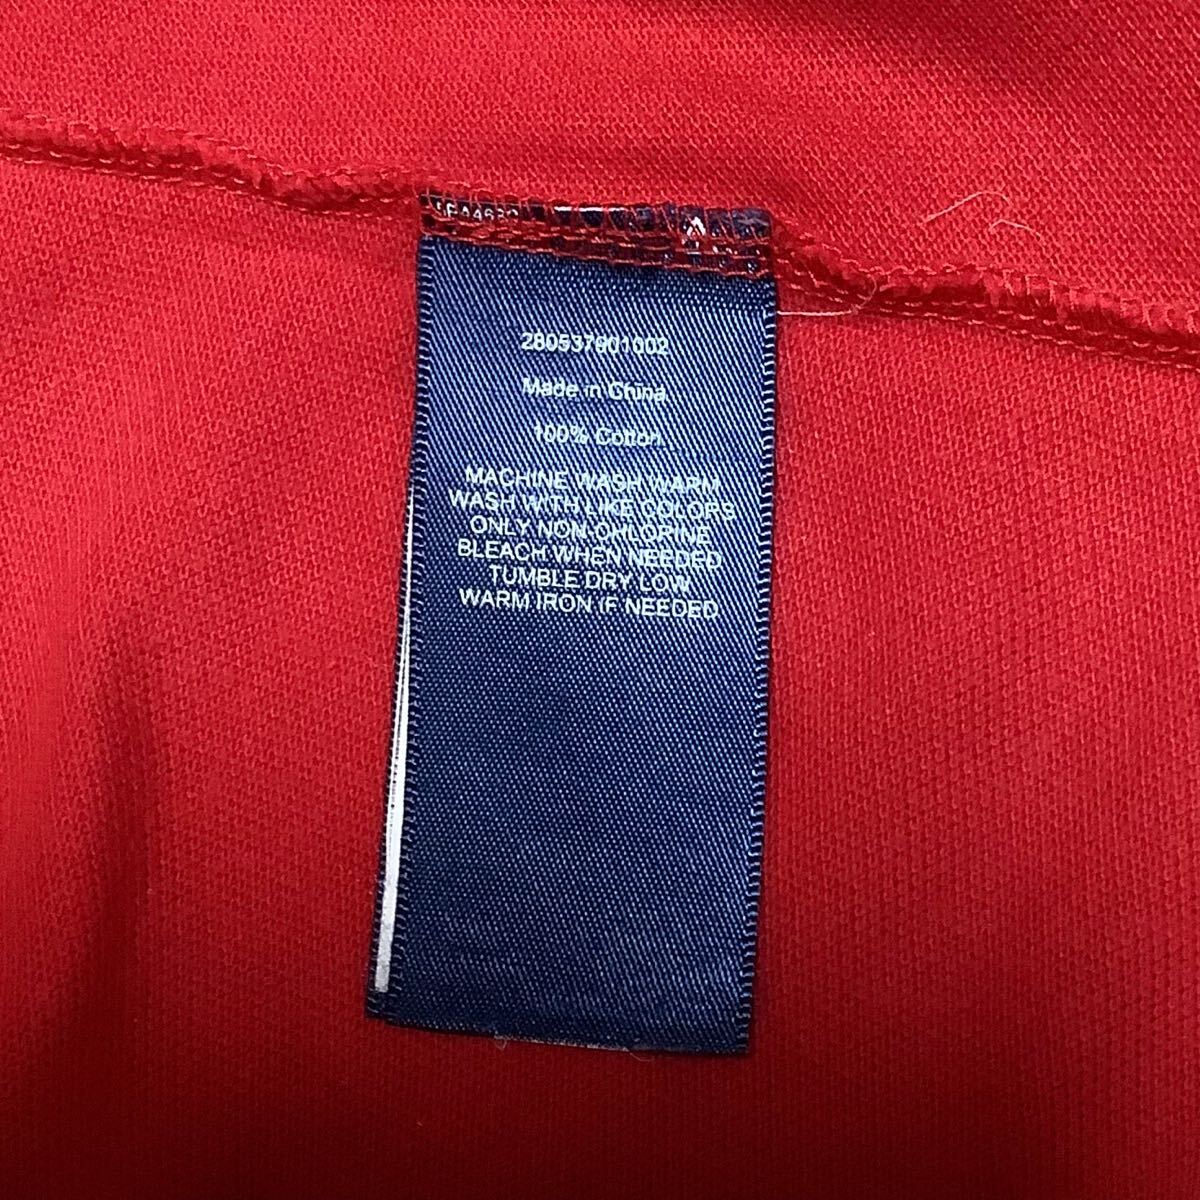 280537901002
Made in China
100% Cotton
MACHINE WASH WARM
WASH WITH LIKE COLORS
ONLY NON-CHLORINE
BLEACH WHEN NEEDED
TUMBLE DRY LOW
WARM IRON IF NEEDED